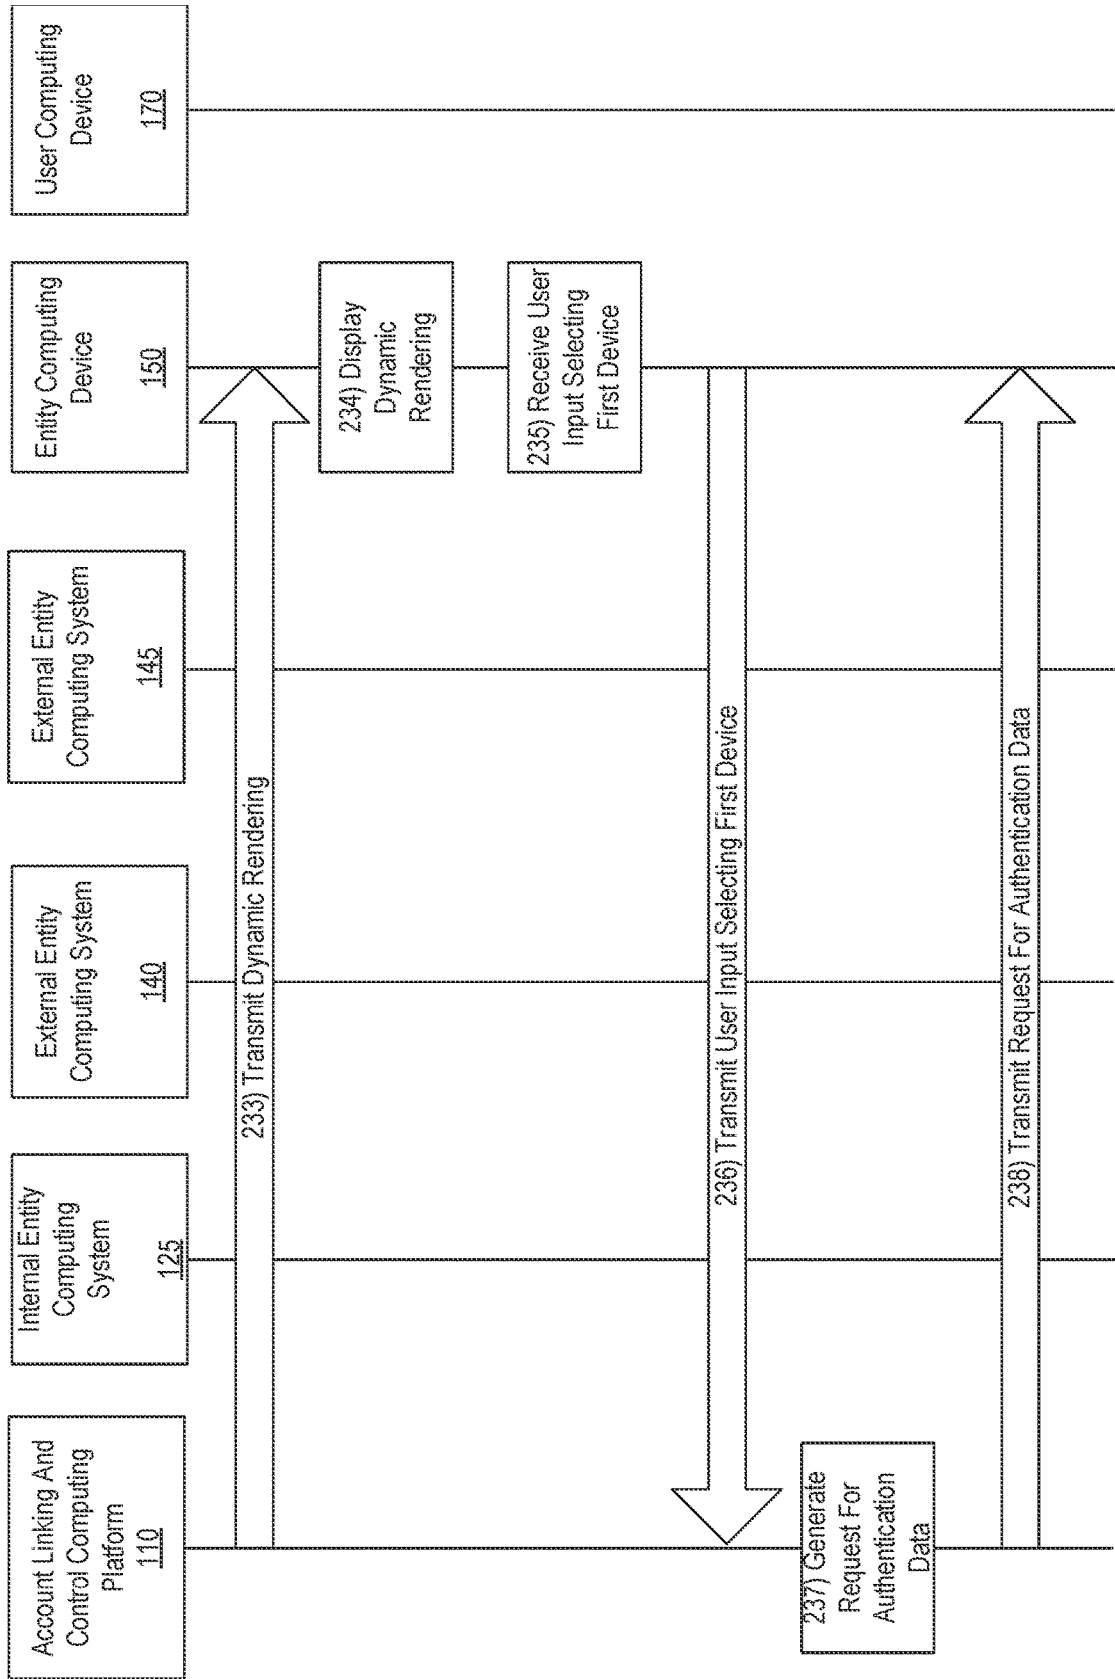 Account Linking And
Control Computing
Platform
110
Internal Entity
Computing
System
125
External Entity
Computing System
140
External Entity
Computing System
145
Entity Computing
Device
150
User Computing
Device
170
233) Transmit Dynamic Rendering
234) Display
Dynamic
Rendering
235) Receive User
Input Selecting
First Device
236) Transmit User Input Selecting First Device
237) Generate
Request For
Authentication
Data
238) Transmit Request For Authentication Data